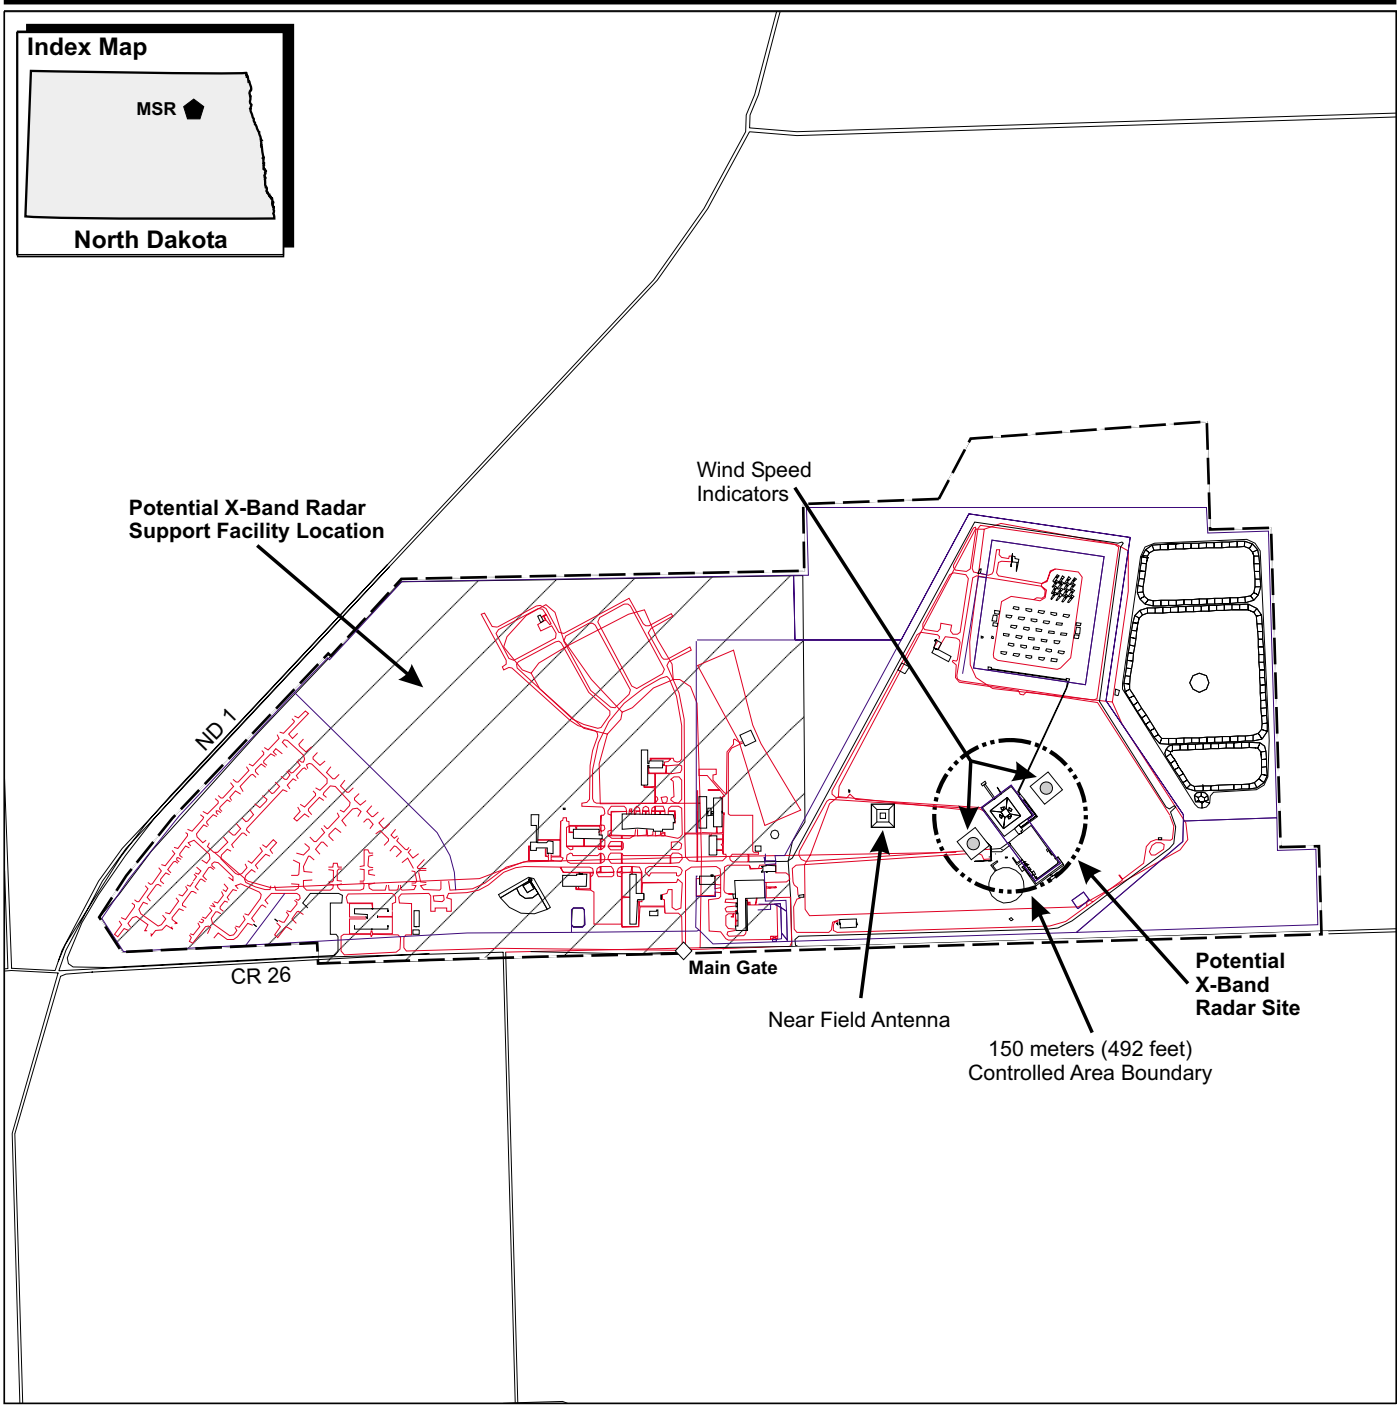 Index Map
MSR
North Dakota
Wind Speed
Indicators
Potential X-Band Radar
Support Facility Location
ND 1
CR 26
Main Gate
Near Field Antenna
Potential
X-Band
Radar Site
150 meters (492 feet)
Controlled Area Boundary